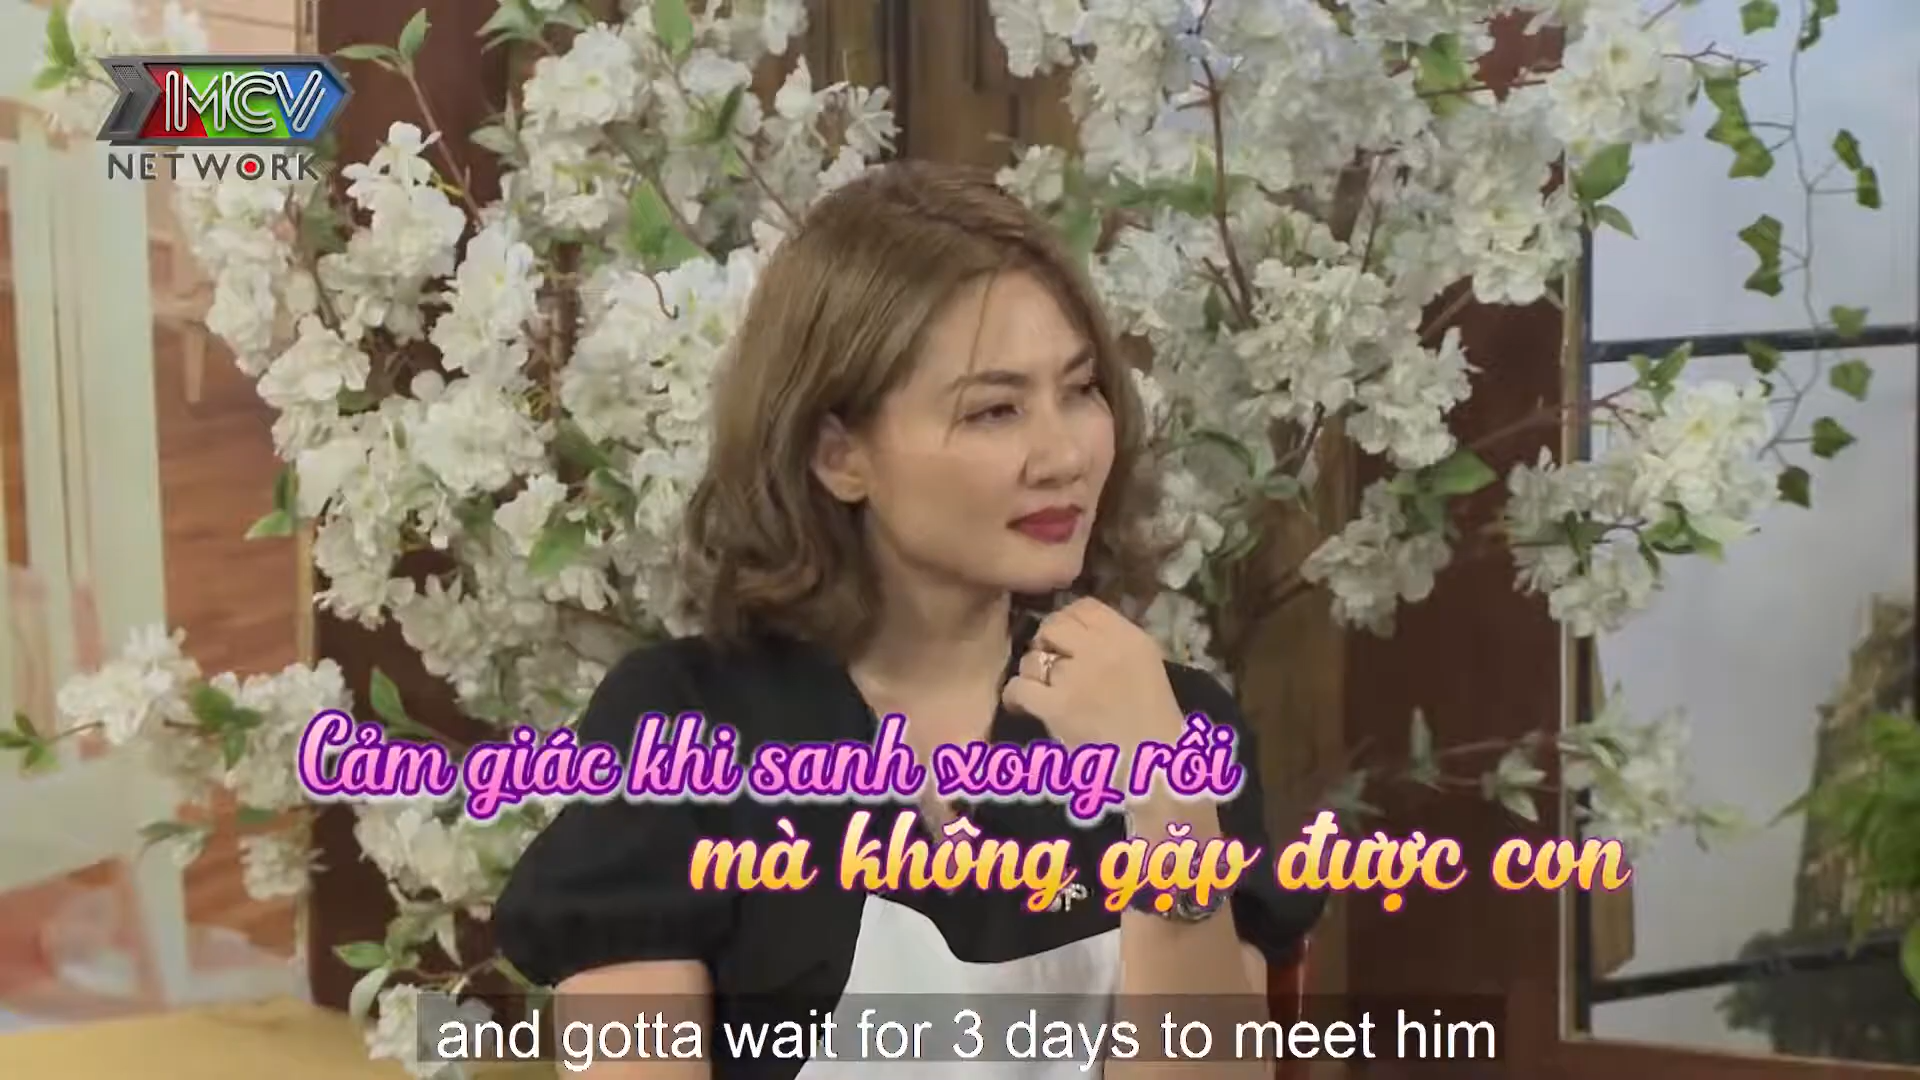 MCV
NETWORK
Cảm giác khi sanh xong rồi
mà không gặp được con
and gotta wait for 3 days to meet him